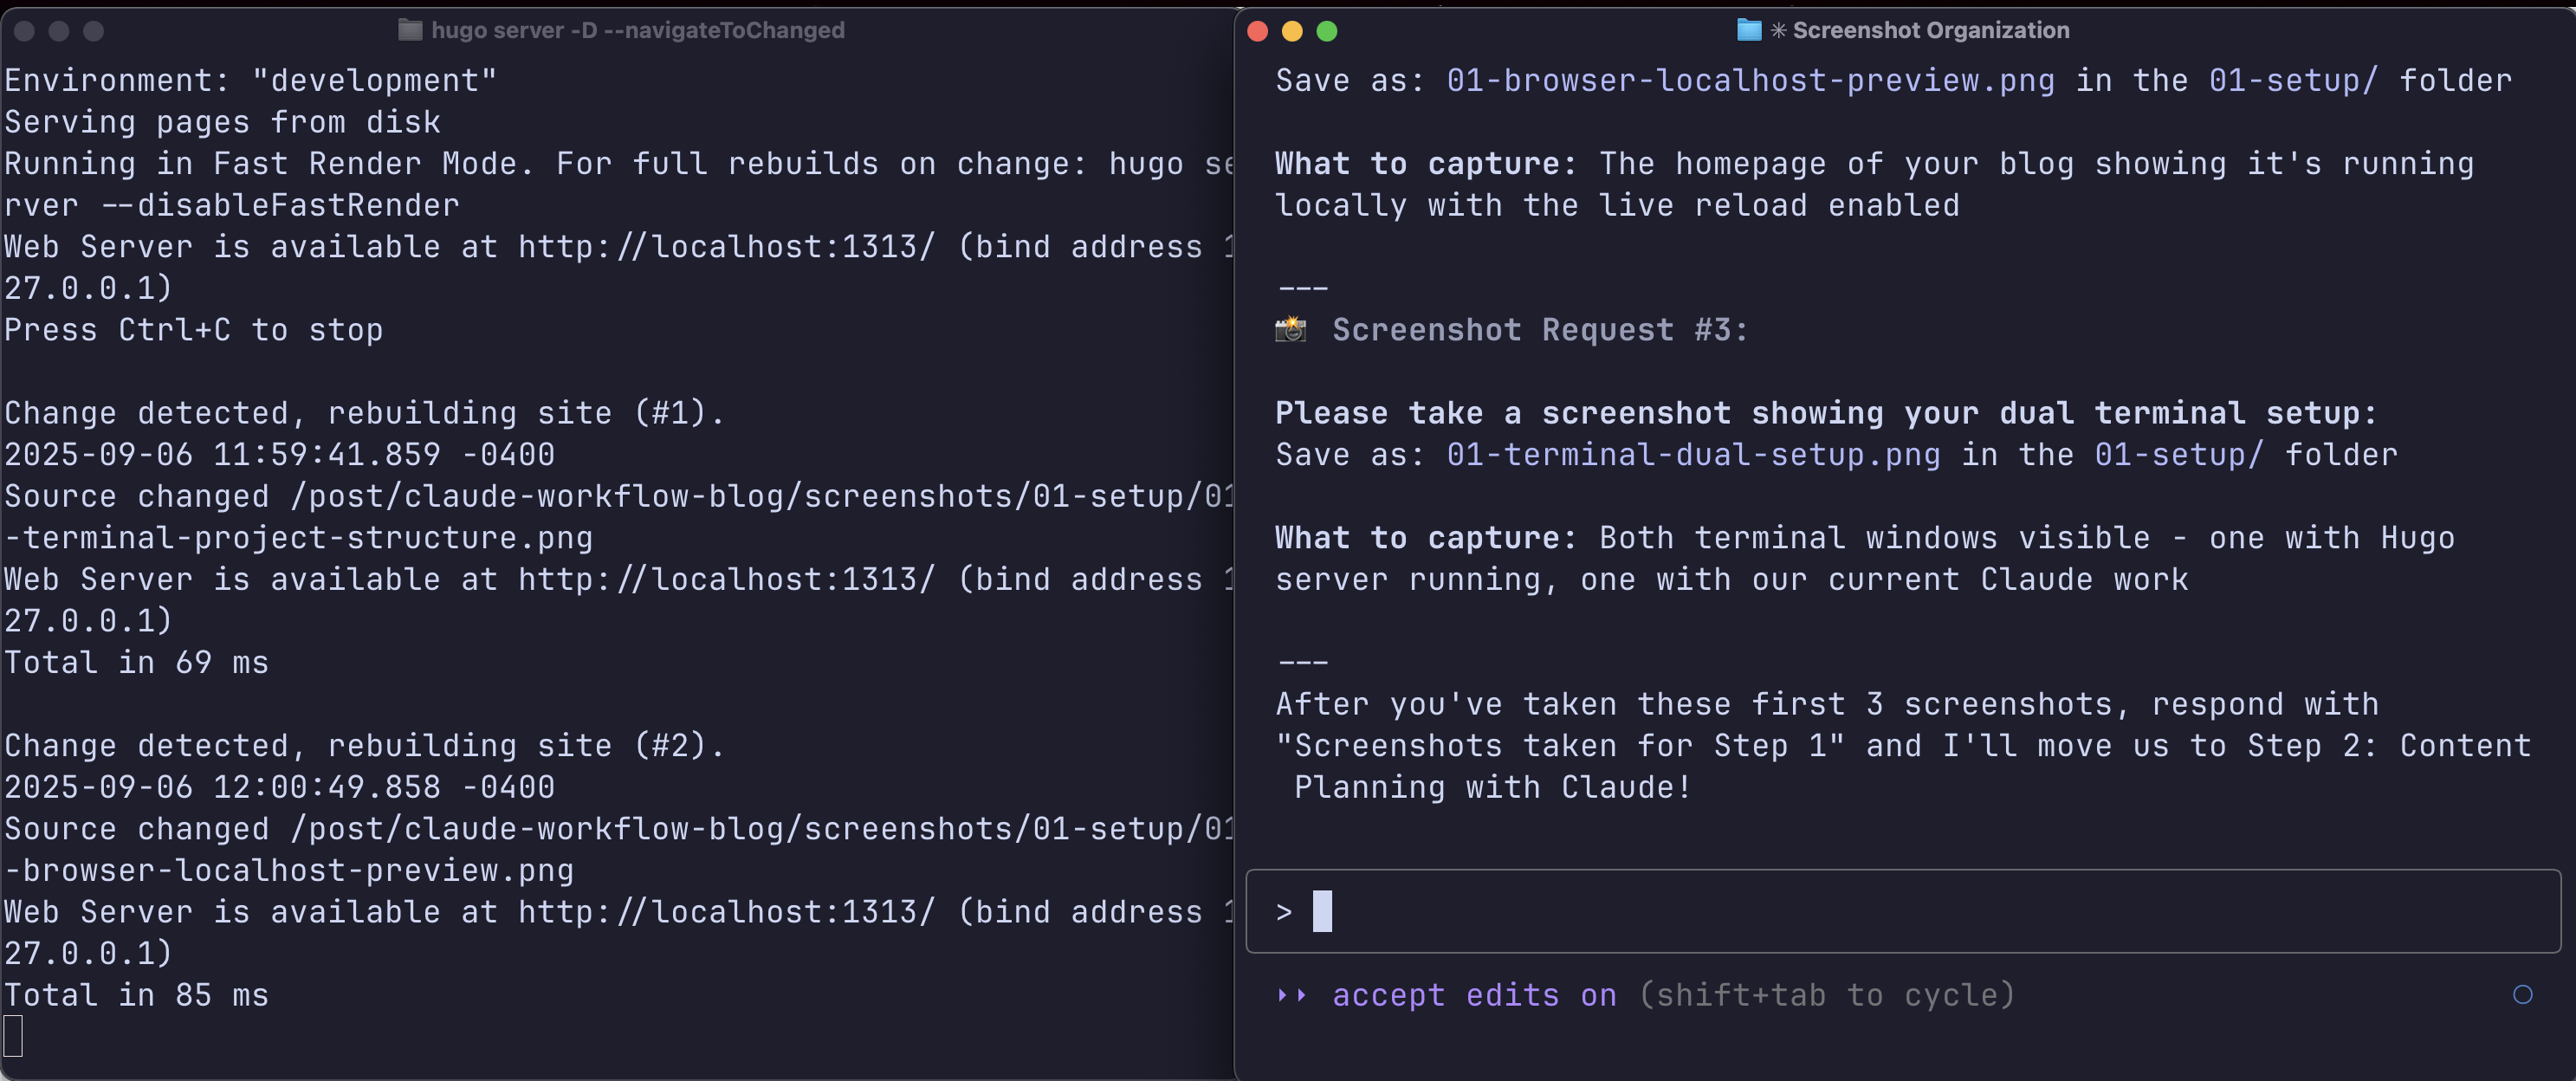 hugo server -D --navigateToChanged
Environment: "development"
Serving pages from disk
Running in Fast Render Mode. For full rebuilds on change: hugo se
rver --disableFastRender
Web Server is available at http://localhost:1313/ (bind address 1
27.0.0.1)
Press Ctrl+C to stop
Change detected, rebuilding site (#1).
2025-09-06 11:59:41.859 -0400
Source changed /post/claude-workflow-blog/screenshots/01-setup/01
-terminal-project-structure.png
Web Server is available at http://localhost:1313/ (bind address 1
27.0.0.1)
Total in 69 ms
Change detected, rebuilding site (#2).
2025-09-06 12:00:49.858 -0400
Source changed /post/claude-workflow-blog/screenshots/01-setup/01
-browser-localhost-preview.png
Web Server is available at http://localhost:1313/ (bind address 1
27.0.0.1)
Total in 85 ms
✳ Screenshot Organization
Save as: 01-browser-localhost-preview.png in the 01-setup/ folder
What to capture: The homepage of your blog showing it's running
locally with the live reload enabled
---
📸 Screenshot Request #3:
Please take a screenshot showing your dual terminal setup:
Save as: 01-terminal-dual-setup.png in the 01-setup/ folder
What to capture: Both terminal windows visible - one with Hugo
server running, one with our current Claude work
---
After you've taken these first 3 screenshots, respond with
"Screenshots taken for Step 1" and I'll move us to Step 2: Content
Planning with Claude!
>
⏵⏵ accept edits on (shift+tab to cycle)